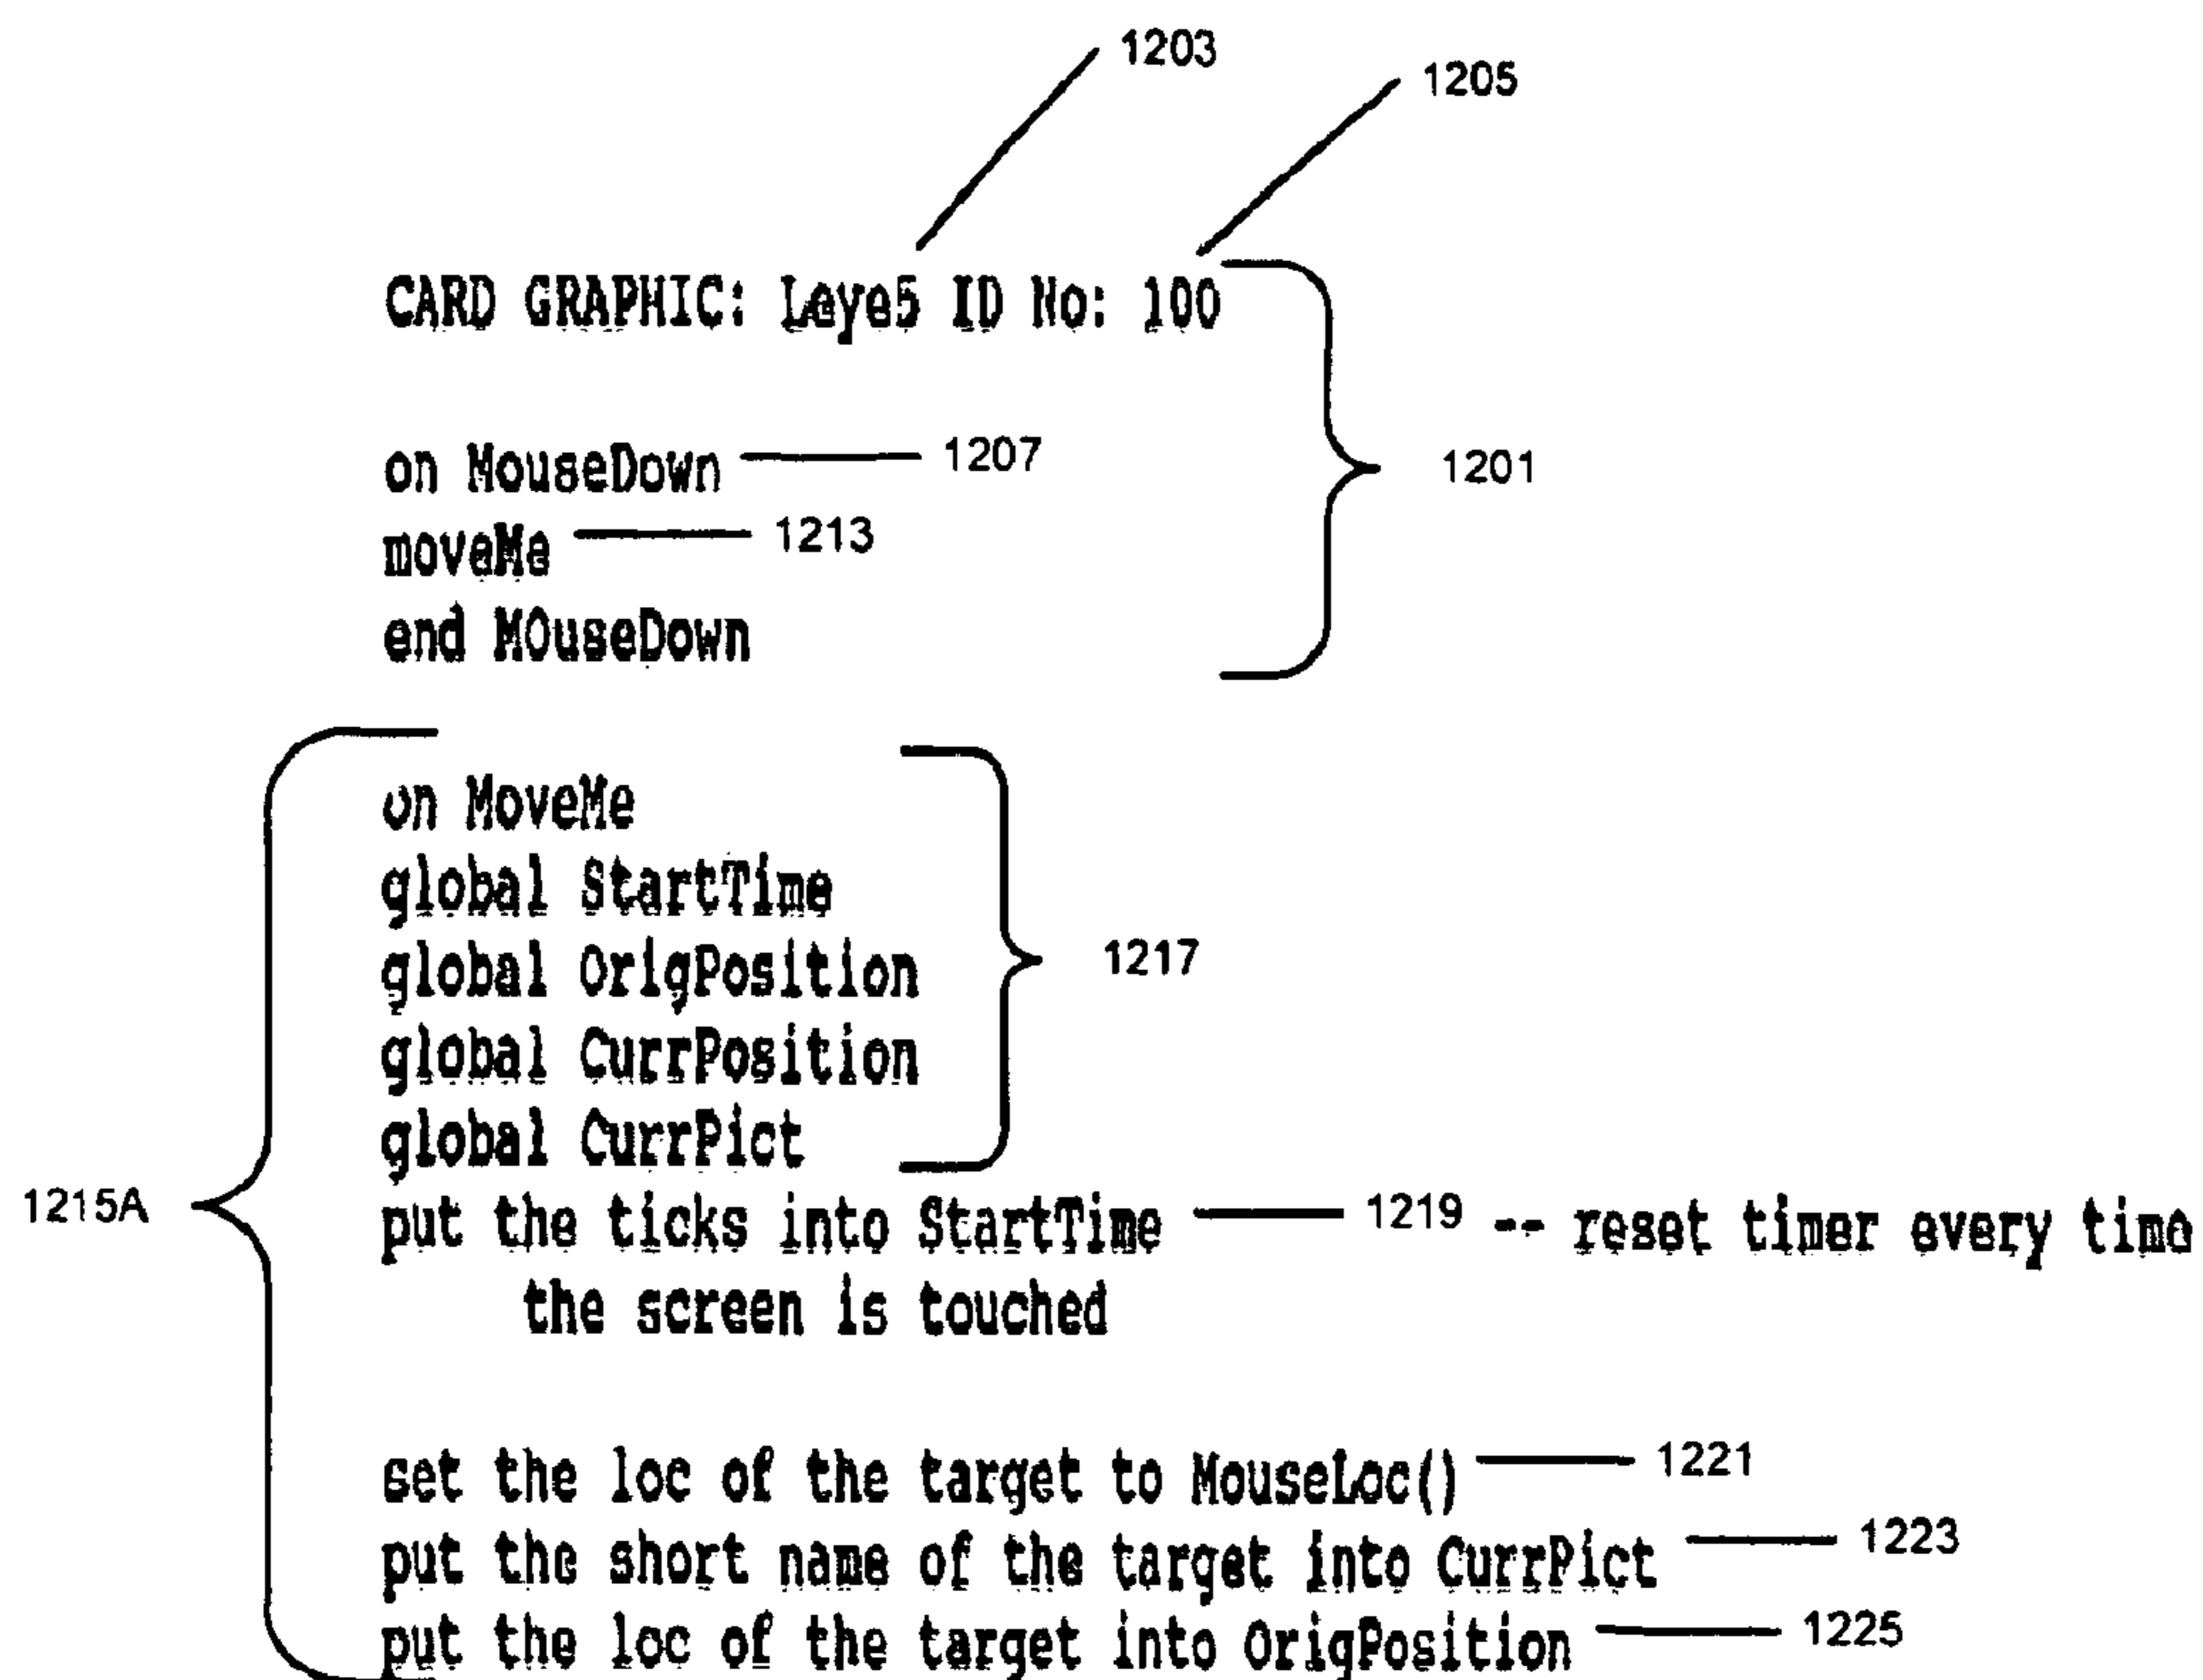 1203
1205
CARD GRAPHIC: Leye5 ID No: 100
on MouseDown 1207
1201
moveMe 1213
end MOuseDown
on MoveMe
global StartTime
global OrigPosition
1217
global CurrPosition
global CurrPict
1215A
put the ticks into StartTime 1219 -- reset timer every time
the screen is touched
set the loc of the target to MouseLoc() 1221
put the short name of the target into CurrPict 1223
put the loc of the target into OrigPosition 1225